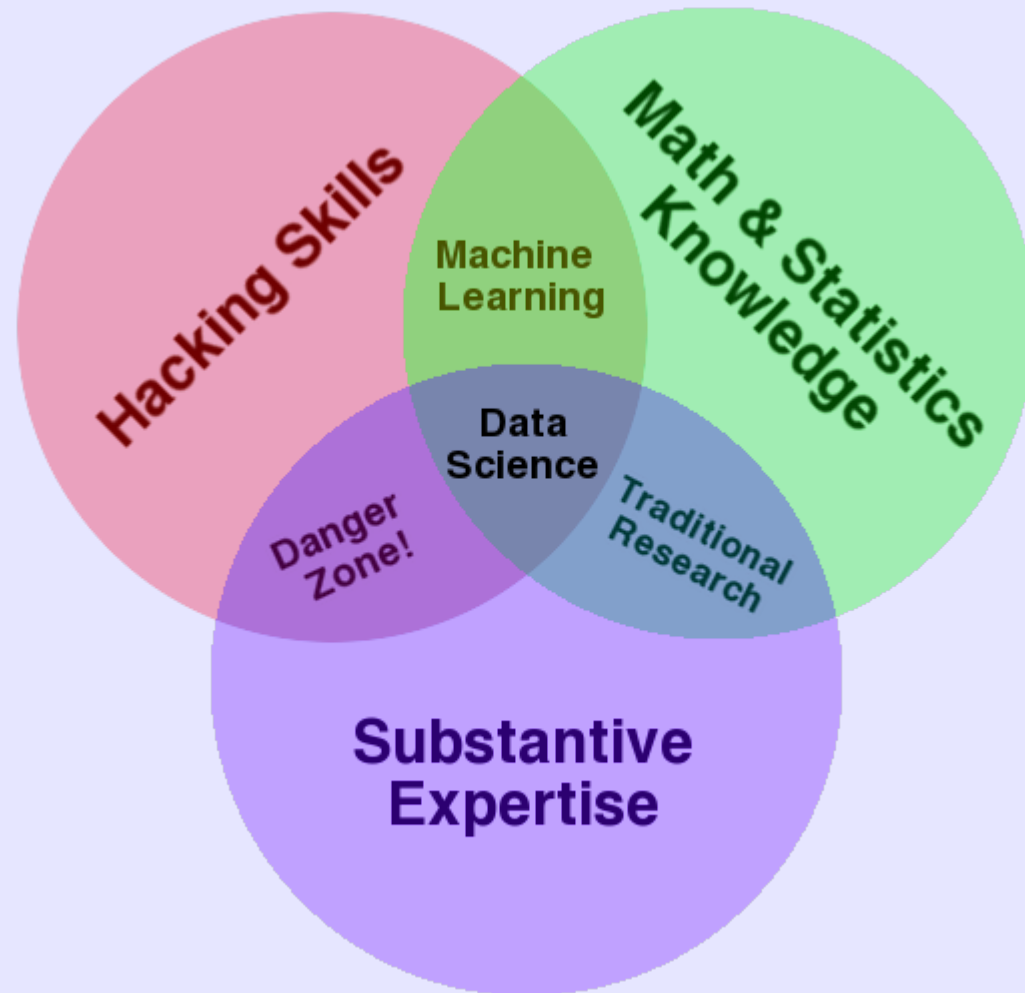 Hacking Skills
Math & Statistics
Knowledge
Machine
Learning
Data
Science
Danger
Zone!
Traditional
Research
Substantive
Expertise